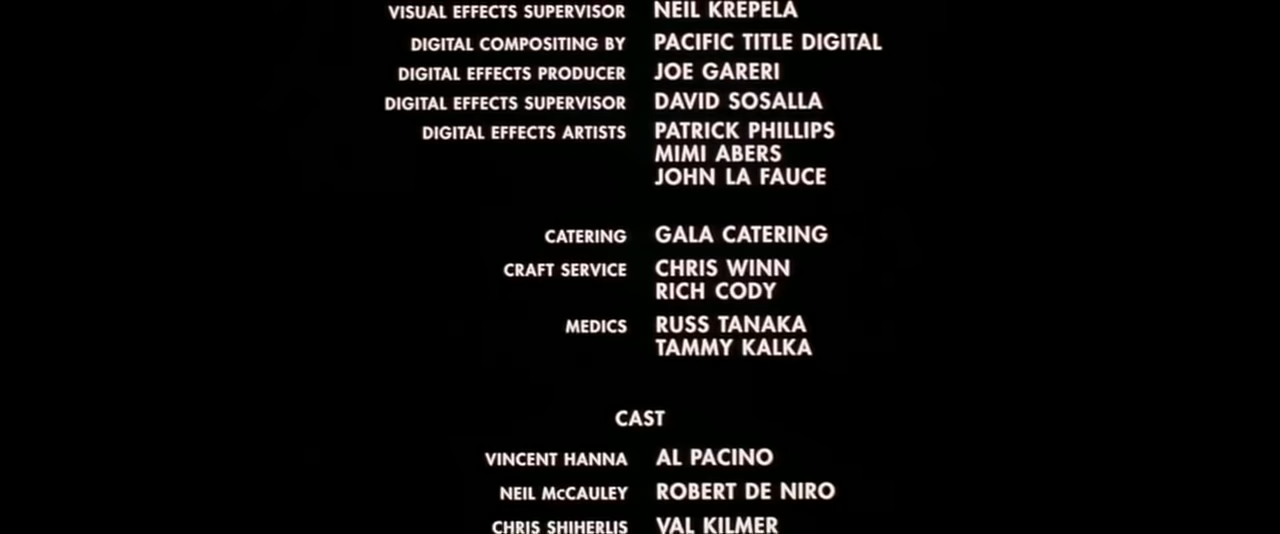 VISUAL EFFECTS SUPERVISOR NEIL KREPELA
DIGITAL COMPOSITING BY PACIFIC TITLE DIGITAL
DIGITAL EFFECTS PRODUCER JOE GARERI
DIGITAL EFFECTS SUPERVISOR DAVID SOSALLA
DIGITAL EFFECTS ARTISTS PATRICK PHILLIPS
MIMI ABERS
JOHN LA FAUCE
CATERING GALA CATERING
CRAFT SERVICE CHRIS WINN
RICH CODY
MEDICS RUSS TANAKA
TAMMY KALKA
CAST
VINCENT HANNA AL PACINO
NEIL McCAULEY ROBERT DE NIRO
CHRIS SHIHERLIS VAL KILMER